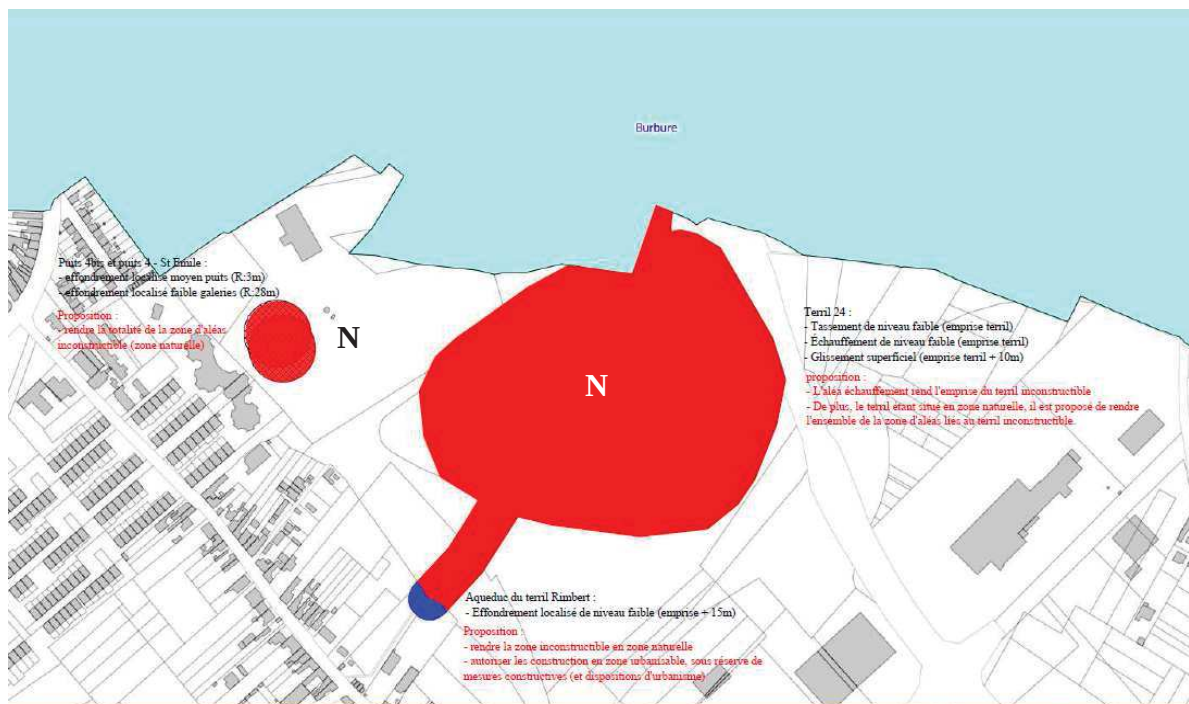 Burbure
Puits 4bis et puits 4 - St Emile :
- effondrement localisé moyen puits (R:3m)
- effondrement localisé faible galeries (R:28m)
Proposition :
- rendre la totalité de la zone d'aléas
inconstructible (zone naturelle)
N
N
Terril 24 :
- Tassement de niveau faible (emprise terril)
- Échauffement de niveau faible (emprise terril)
- Glissement superficiel (emprise terril + 10m)
proposition :
- L'aléa échauffement rend l'emprise du terril inconstructible
- De plus, le terril étant situé en zone naturelle, il est proposé de rendre
l'ensemble de la zone d'aléas liés au terril inconstructible.
Aqueduc du terril Rimbert :
- Effondrement localisé de niveau faible (emprise + 15m)
Proposition :
- rendre la zone inconstructible en zone naturelle
- autoriser les construction en zone urbanisable, sous réserve de
mesures constructives (et dispositions d'urbanisme)